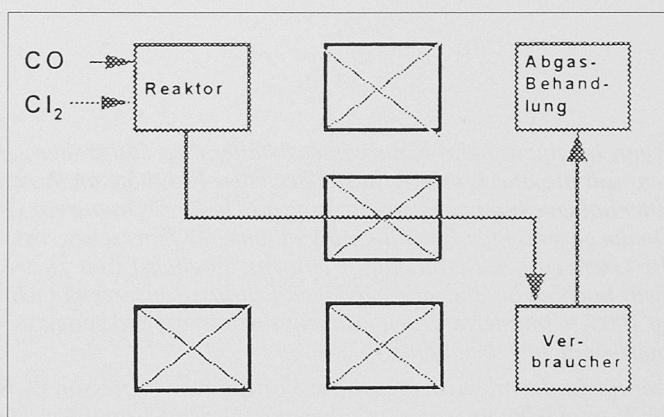 CO
Cl₂
Reaktor
Abgas-
Behand-
lung
Ver-
braucher